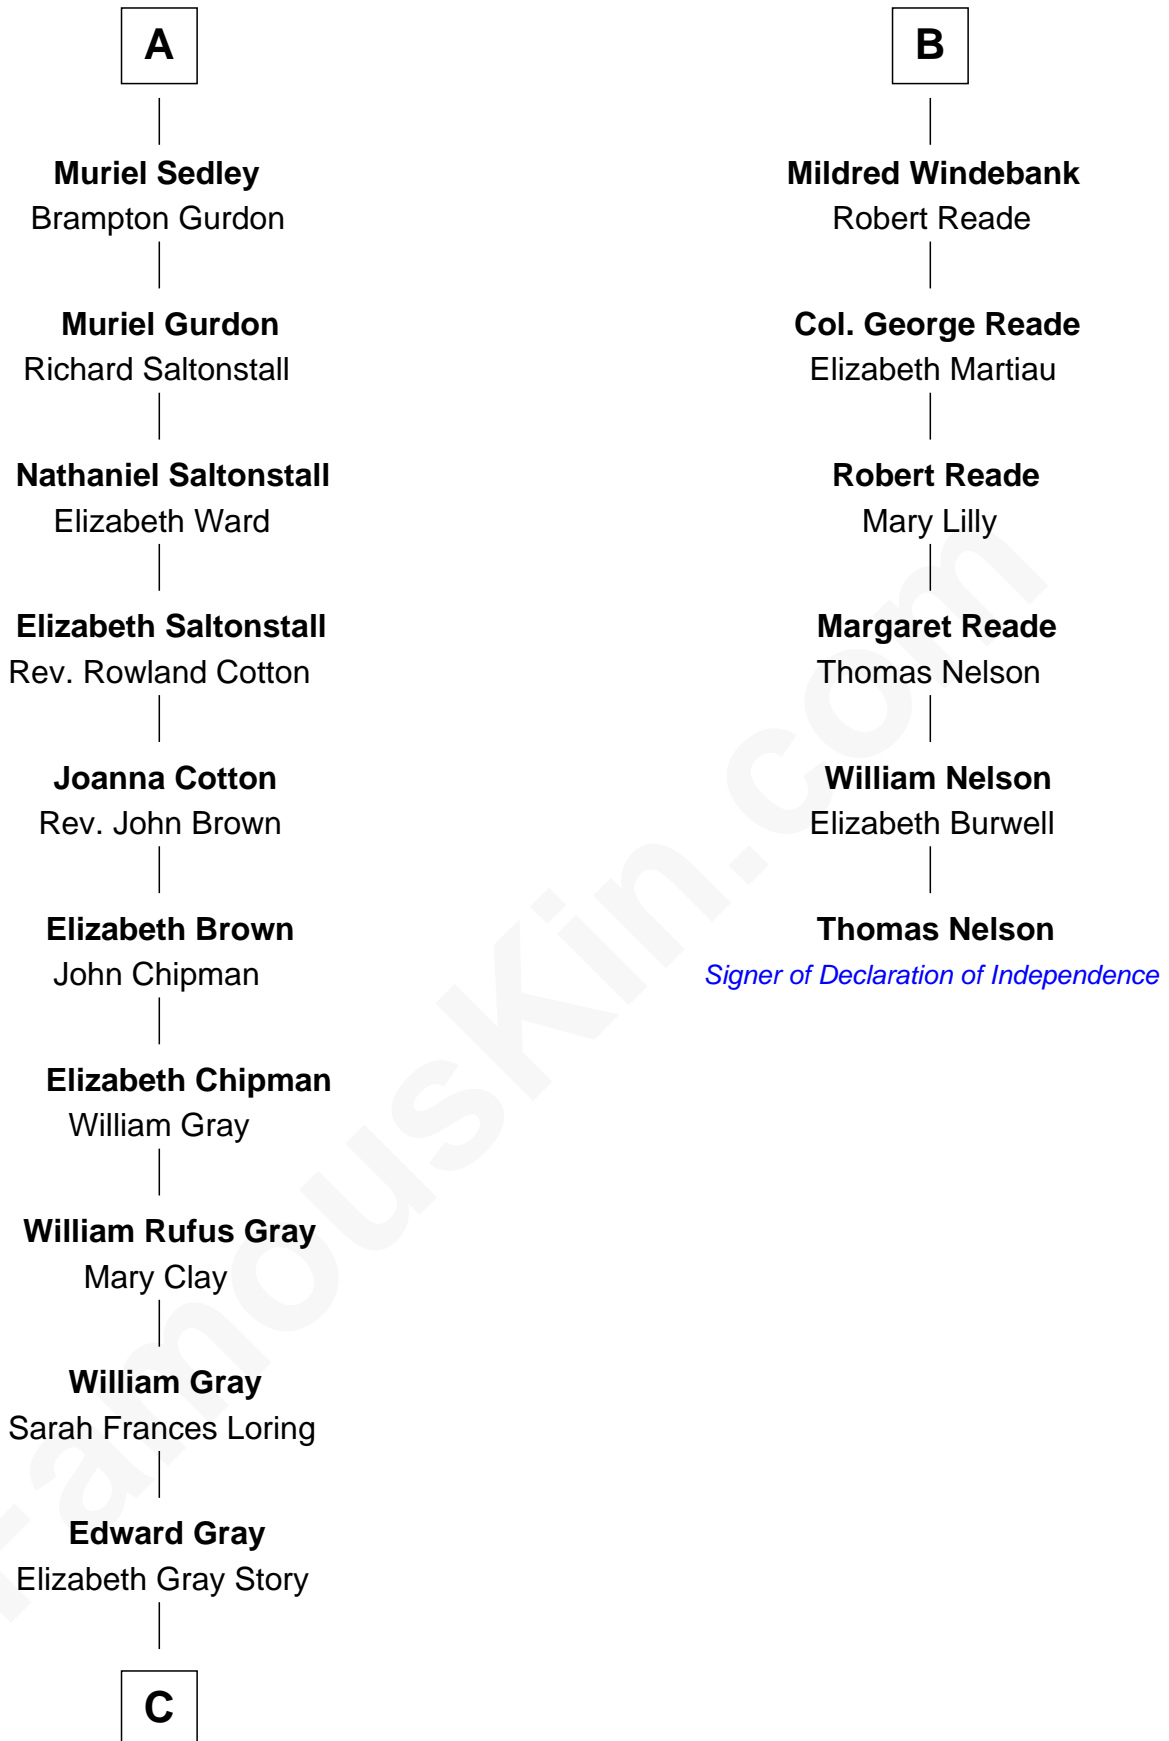 A
Muriel Sedley
Brampton Gurdon
Muriel Gurdon
Richard Saltonstall
Nathaniel Saltonstall
Elizabeth Ward
Elizabeth Saltonstall
Rev. Rowland Cotton
Joanna Cotton
Rev. John Brown
Elizabeth Brown
John Chipman
Elizabeth Chipman
William Gray
William Rufus Gray
Mary Clay
William Gray
Sarah Frances Loring
Edward Gray
Elizabeth Gray Story
C
B
Mildred Windebank
Robert Reade
Col. George Reade
Elizabeth Martiau
Robert Reade
Mary Lilly
Margaret Reade
Thomas Nelson
William Nelson
Elizabeth Burwell
Thomas Nelson
Signer of Declaration of Independence
FamousKin.com